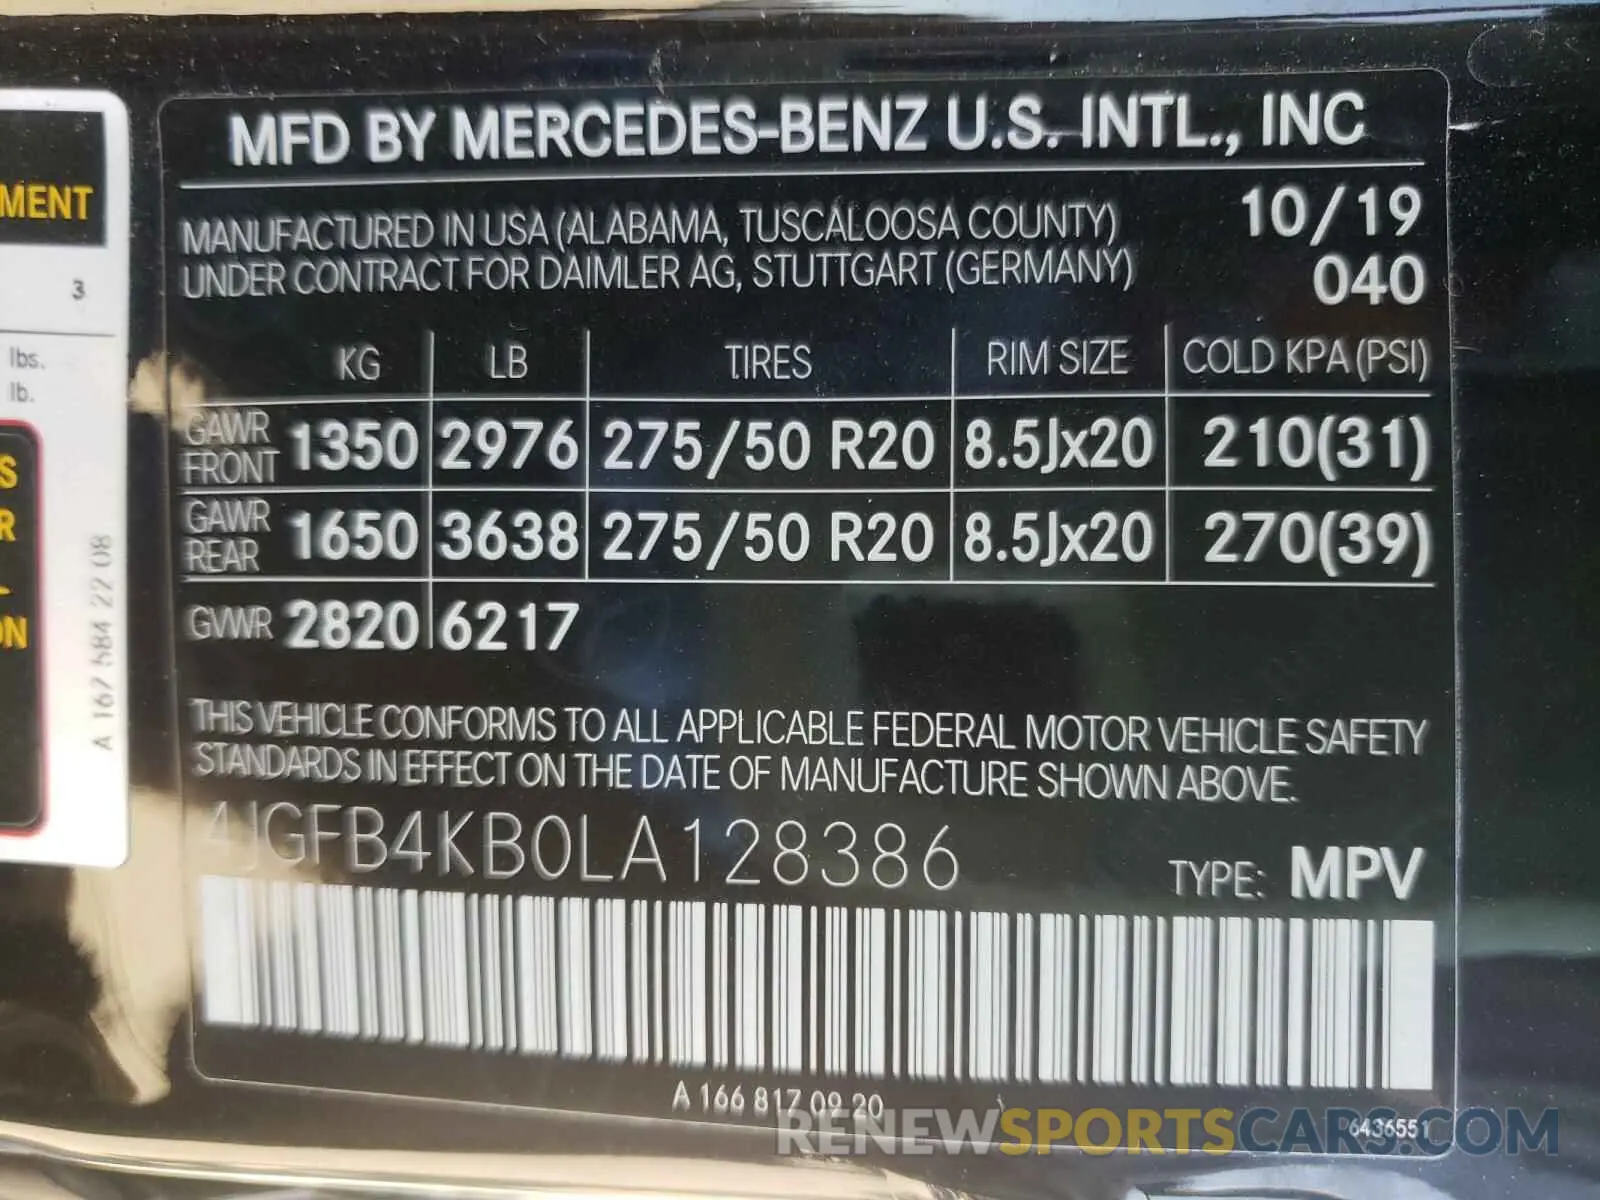 MFD BY MERCEDES-BENZ U.S. INTL., INC
MANUFACTURED IN USA (ALABAMA, TUSCALOOSA COUNTY) 10/19
UNDER CONTRACT FOR DAIMLER AG, STUTTGART (GERMANY) 040
KG LB TIRES RIM SIZE COLD KPA (PSI)
GAWR FRONT 1350 2976 275/50 R20 8.5Jx20 210(31)
GAWR REAR 1650 3638 275/50 R20 8.5Jx20 270(39)
GVWR 2820 6217
THIS VEHICLE CONFORMS TO ALL APPLICABLE FEDERAL MOTOR VEHICLE SAFETY
STANDARDS IN EFFECT ON THE DATE OF MANUFACTURE SHOWN ABOVE.
4JGFB4KB0LA128386 TYPE: MPV
A 166 817 09 20
6436551
RENEWSPORTSCARS.COM
MENT
3
lbs.
lb.
S
R
ON
A 167 584 22 08